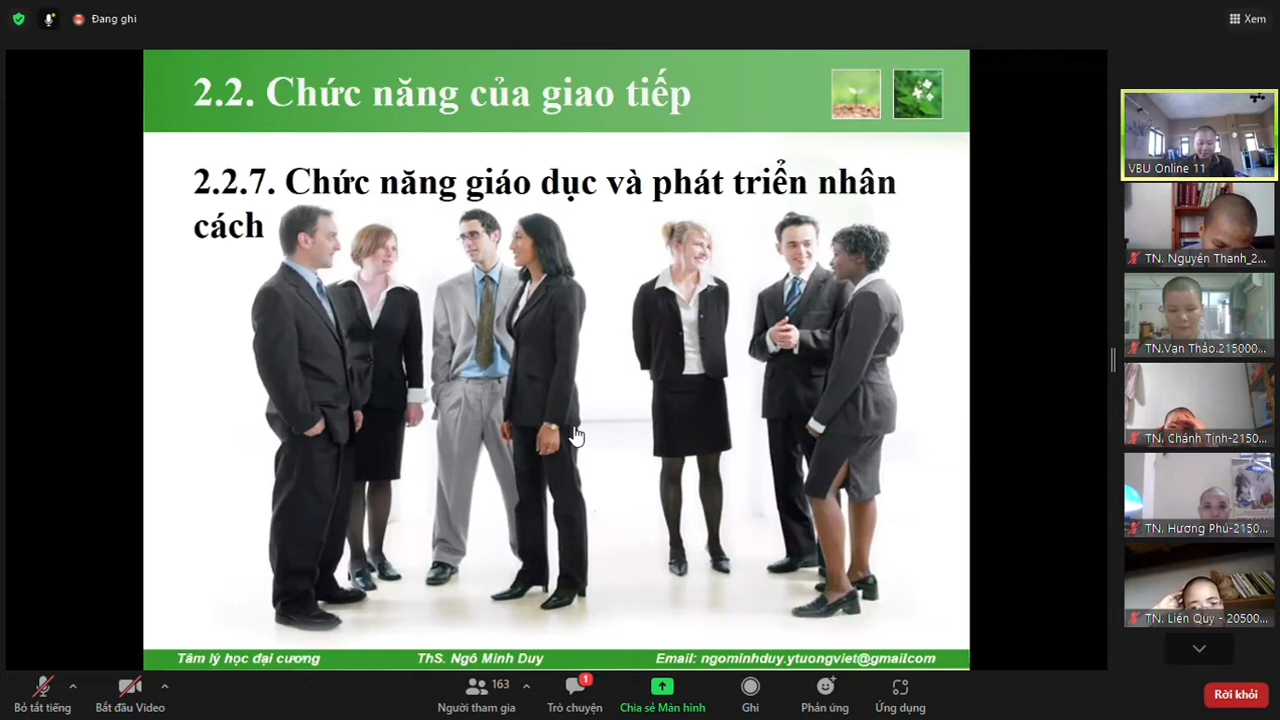 Đang ghi
Xem
2.2. Chức năng của giao tiếp
2.2.7. Chức năng giáo dục và phát triển nhân
cách
Tâm lý học đại cương
ThS. Ngô Minh Duy
Email: ngominhduy.ytuongviet@gmail.com
VBU Online 11
TN. Nguyên Thanh_2...
TN.Vạn Thảo.215000...
TN. Chánh Tịnh-2150...
TN. Hương Phú-2150...
TN. Liên Quy - 20500...
Bỏ tắt tiếng
Bắt đầu Video
163
Người tham gia
1
Trò chuyện
Chia sẻ Màn hình
Ghi
Phản ứng
Ứng dụng
Rời khỏi